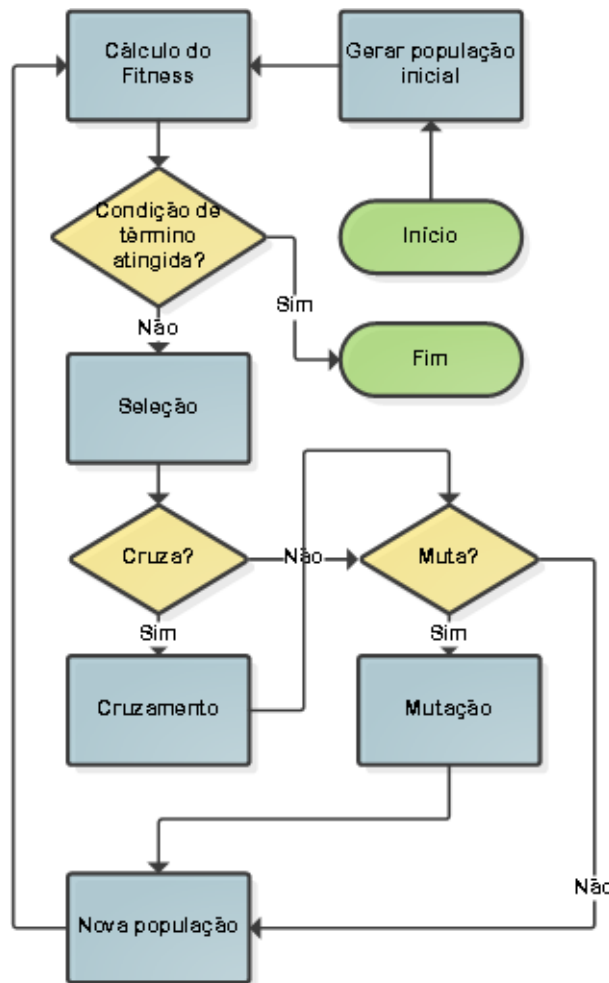 Cálculo do
Fitness
Gerar população
inicial
Condição de
término
atingida?
Início
Sim
Não
Fim
Seleção
Cruza?
Não
Muta?
Sim
Sim
Cruzamento
Mutação
Não
Nova população